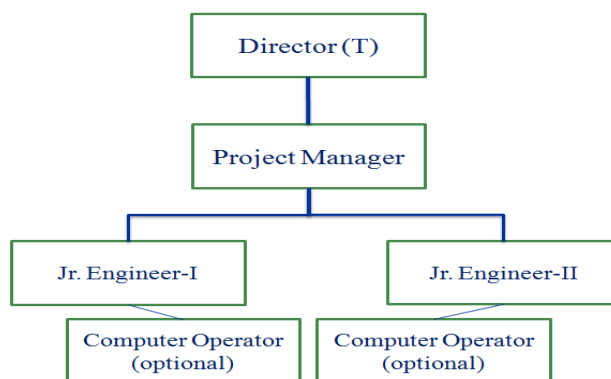 Director (T)
Project Manager
Jr. Engineer-I
Jr. Engineer-II
Computer Operator
(optional)
Computer Operator
(optional)